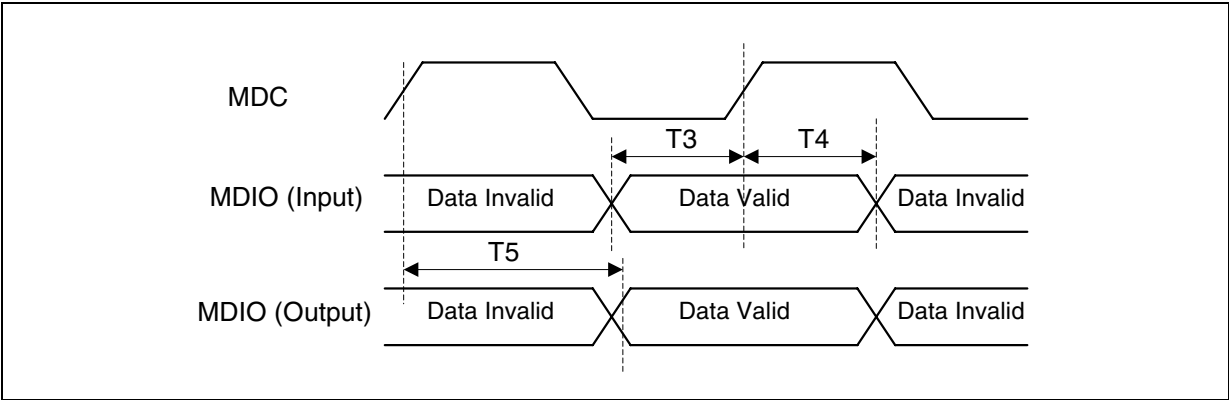 MDC
T3 T4
MDIO (Input) Data Invalid Data Valid Data Invalid
T5
MDIO (Output) Data Invalid Data Valid Data Invalid